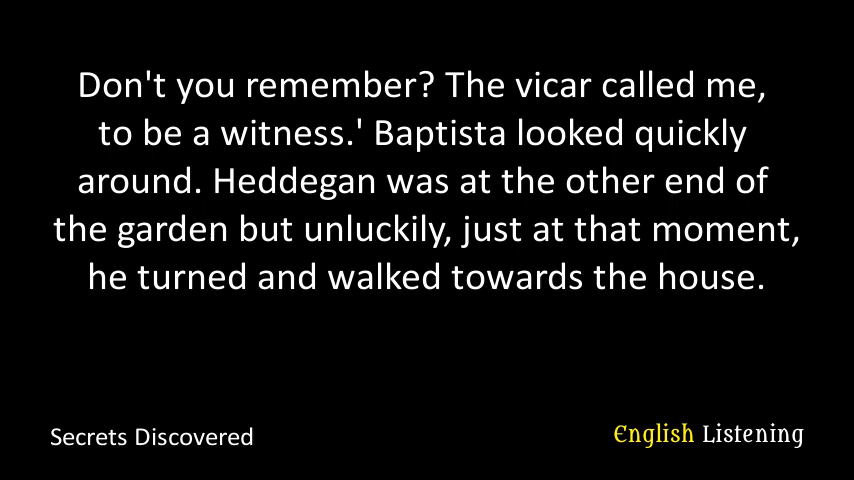 Don't you remember? The vicar called me,
to be a witness.' Baptista looked quickly
around. Heddegan was at the other end of
the garden but unluckily, just at that moment,
he turned and walked towards the house.
Secrets Discovered
English Listening